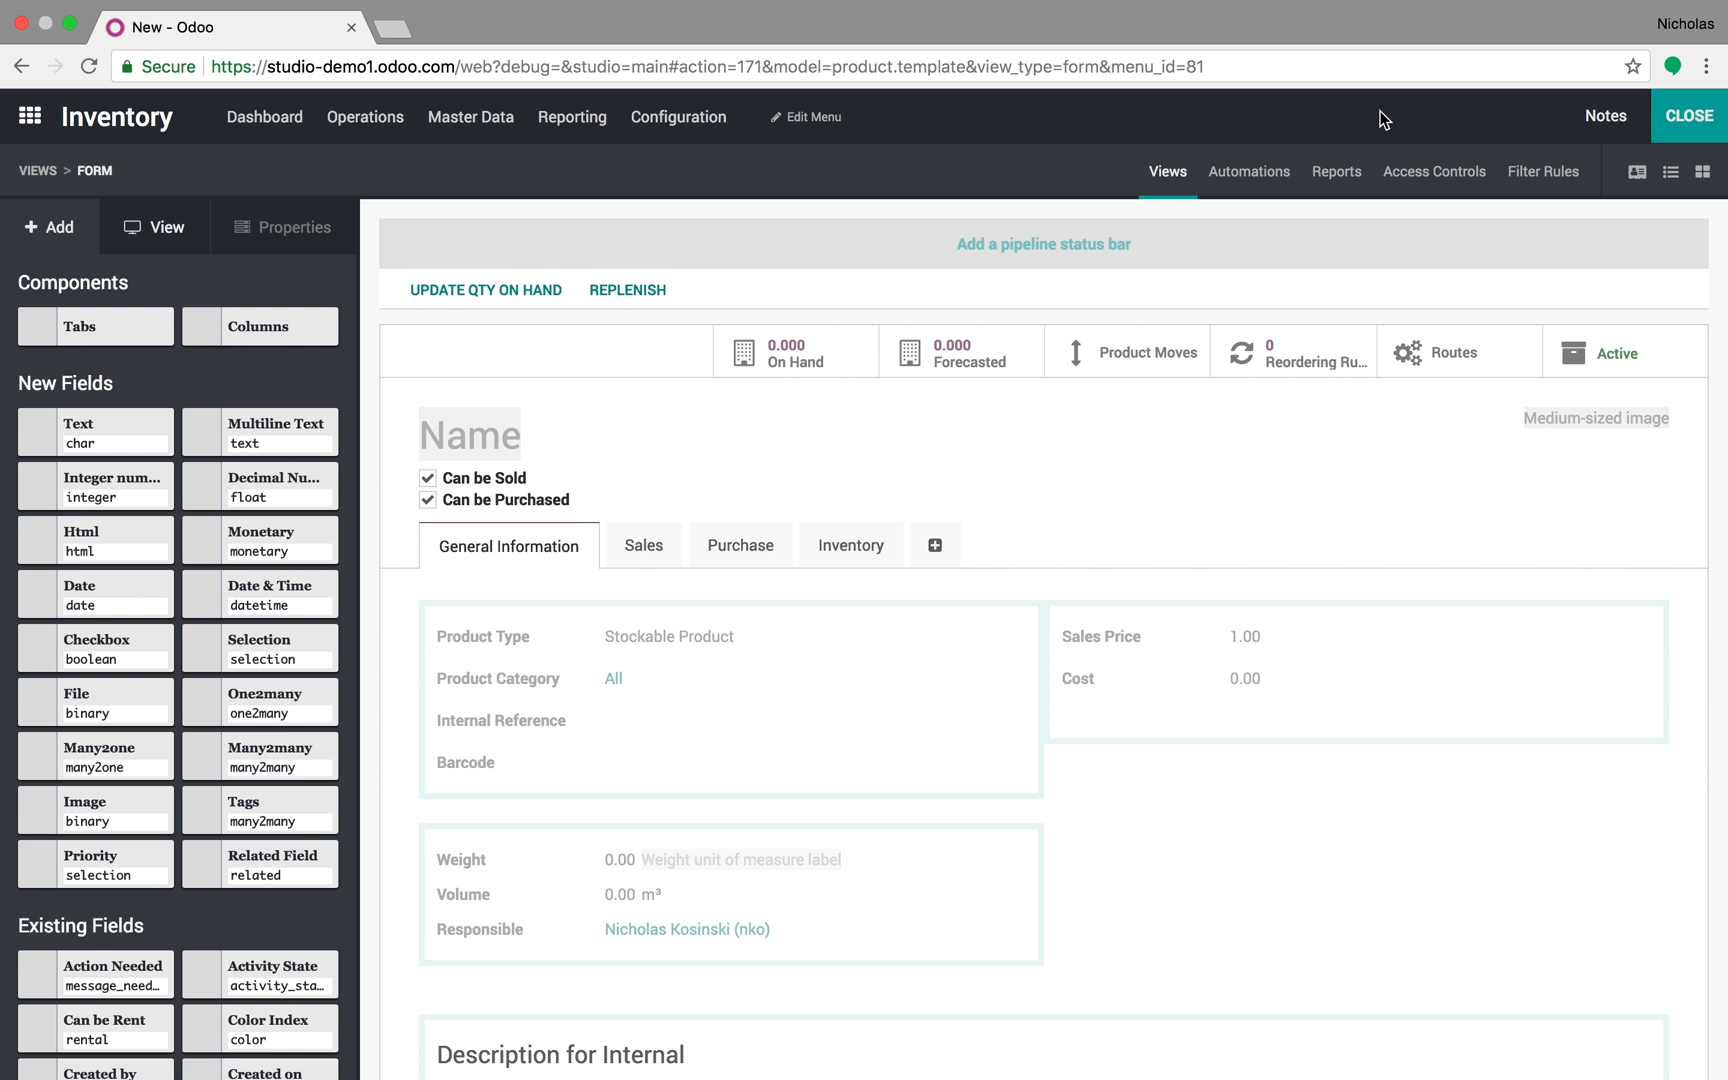 New - Odoo
Nicholas
Secure
https://studio-demo1.odoo.com/web?debug=&studio=main#action=171&model=product.template&view_type=form&menu_id=81
Inventory
Dashboard
Operations
Master Data
Reporting
Configuration
Edit Menu
Notes
CLOSE
VIEWS > FORM
Views
Automations
Reports
Access Controls
Filter Rules
+ Add
View
Properties
Components
Tabs
Columns
New Fields
Text
char
Multiline Text
text
Integer num...
integer
Decimal Nu...
float
Html
html
Monetary
monetary
Date
date
Date & Time
datetime
Checkbox
boolean
Selection
selection
File
binary
One2many
one2many
Many2one
many2one
Many2many
many2many
Image
binary
Tags
many2many
Priority
selection
Related Field
related
Existing Fields
Action Needed
message_need...
Activity State
activity_sta...
Can be Rent
rental
Color Index
color
Created by
Created on
Add a pipeline status bar
UPDATE QTY ON HAND
REPLENISH
0.000
On Hand
0.000
Forecasted
Product Moves
0
Reordering Ru...
Routes
Active
Name
Medium-sized image
Can be Sold
Can be Purchased
General Information
Sales
Purchase
Inventory
Product Type
Stockable Product
Product Category
All
Internal Reference
Barcode
Sales Price
1.00
Cost
0.00
Weight
0.00 Weight unit of measure label
Volume
0.00 m³
Responsible
Nicholas Kosinski (nko)
Description for Internal